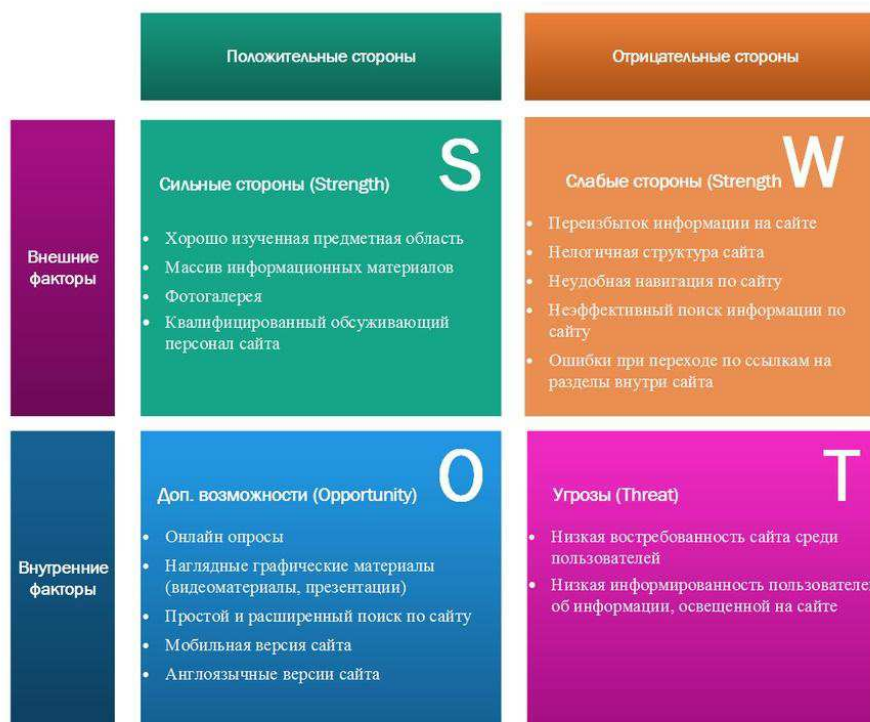 Положительные стороны
Отрицательные стороны
Внешние
факторы
S
Сильные стороны (Strength)
• Хорошо изученная предметная область
• Массив информационных материалов
• Фотогалерея
• Квалифицированный обсуживающий
персонал сайта
W
Слабые стороны (Strength
• Переизбыток информации на сайте
• Нелогичная структура сайта
• Неудобная навигация по сайту
• Неэффективный поиск информации по
сайту
• Ошибки при переходе по ссылкам на
разделы внутри сайта
Внутренние
факторы
O
Доп. возможности (Opportunity)
• Онлайн опросы
• Наглядные графические материалы
(видеоматериалы, презентации)
• Простой и расширенный поиск по сайту
• Мобильная версия сайта
• Англоязычные версии сайта
T
Угрозы (Threat)
• Низкая востребованность сайта среди
пользователей
• Низкая информированность пользователе
об информации, освещенной на сайте